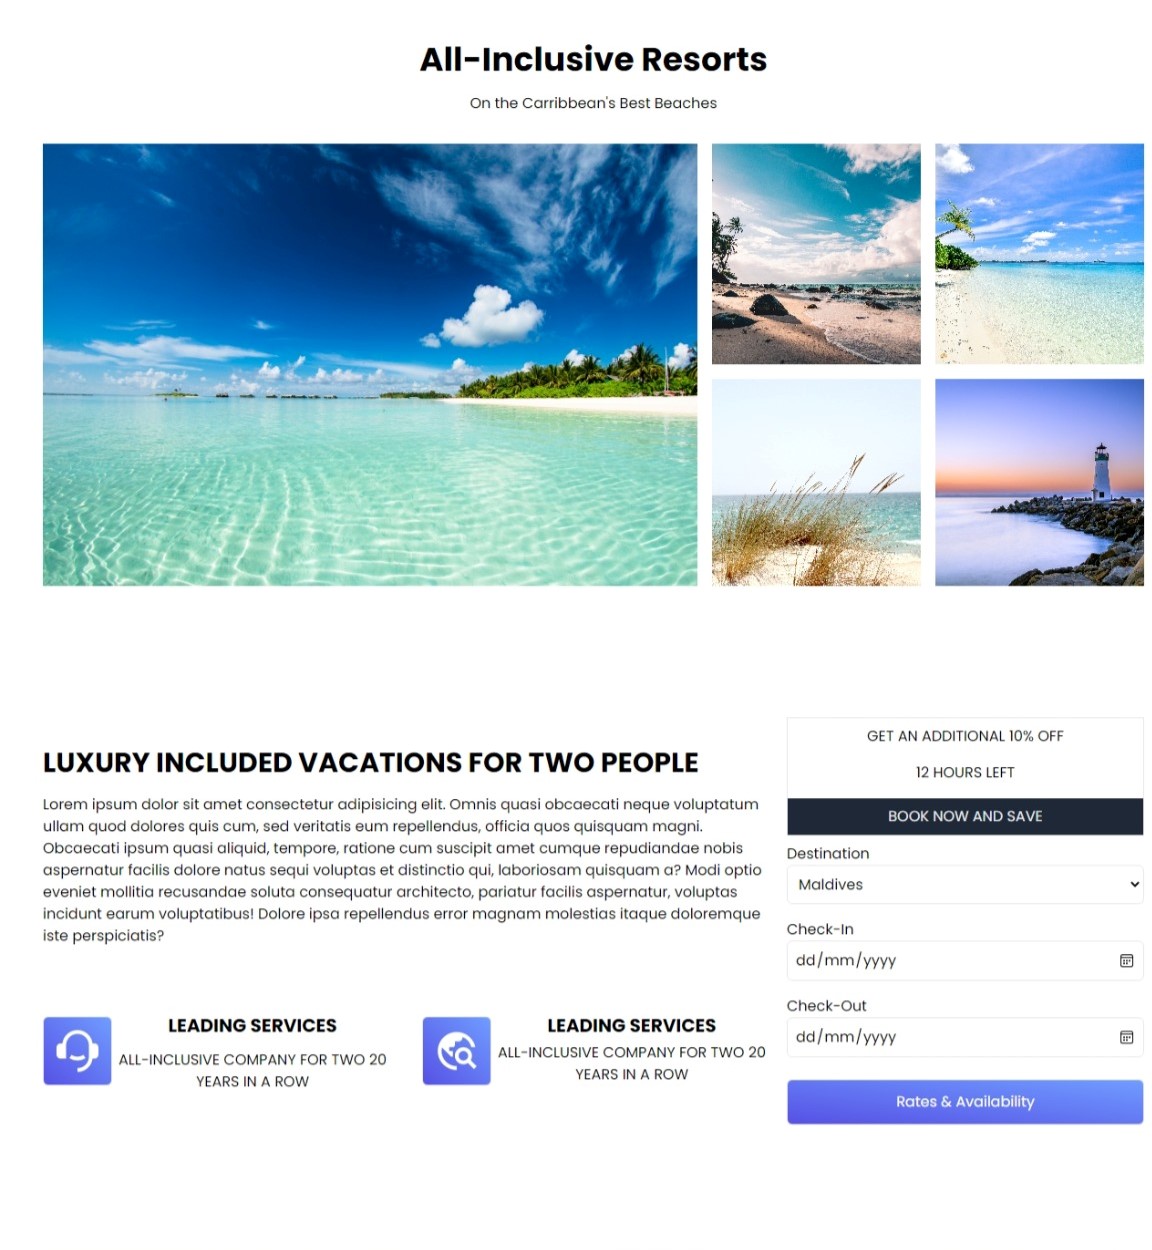 All-Inclusive Resorts
On the Carribbean's Best Beaches
LUXURY INCLUDED VACATIONS FOR TWO PEOPLE
Lorem ipsum dolor sit amet consectetur adipisicing elit. Omnis quasi obcaecati neque voluptatum
ullam quod dolores quis cum, sed veritatis eum repellendus, officia quos quisquam magni.
Obcaecati ipsum quasi aliquid, tempore, ratione cum suscipit amet cumque repudiandae nobis
aspernatur facilis dolore natus sequi voluptas et distinctio qui, laboriosam quisquam a? Modi optio
eveniet mollitia recusandae soluta consequatur architecto, pariatur facilis aspernatur, voluptas
incidunt earum voluptatibus! Dolore ipsa repellendus error magnam molestias itaque doloremque
iste perspiciatis?
LEADING SERVICES
ALL-INCLUSIVE COMPANY FOR TWO 20
YEARS IN A ROW
LEADING SERVICES
ALL-INCLUSIVE COMPANY FOR TWO 20
YEARS IN A ROW
GET AN ADDITIONAL 10% OFF
12 HOURS LEFT
BOOK NOW AND SAVE
Destination
Maldives
Check-In
dd/mm/yyyy
Check-Out
dd/mm/yyyy
Rates & Availability